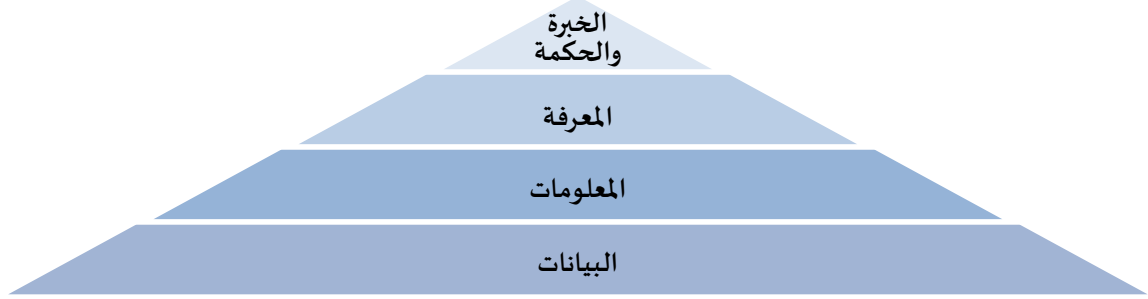 الخبرة
والحكمة
المعرفة
المعلومات
البيانات